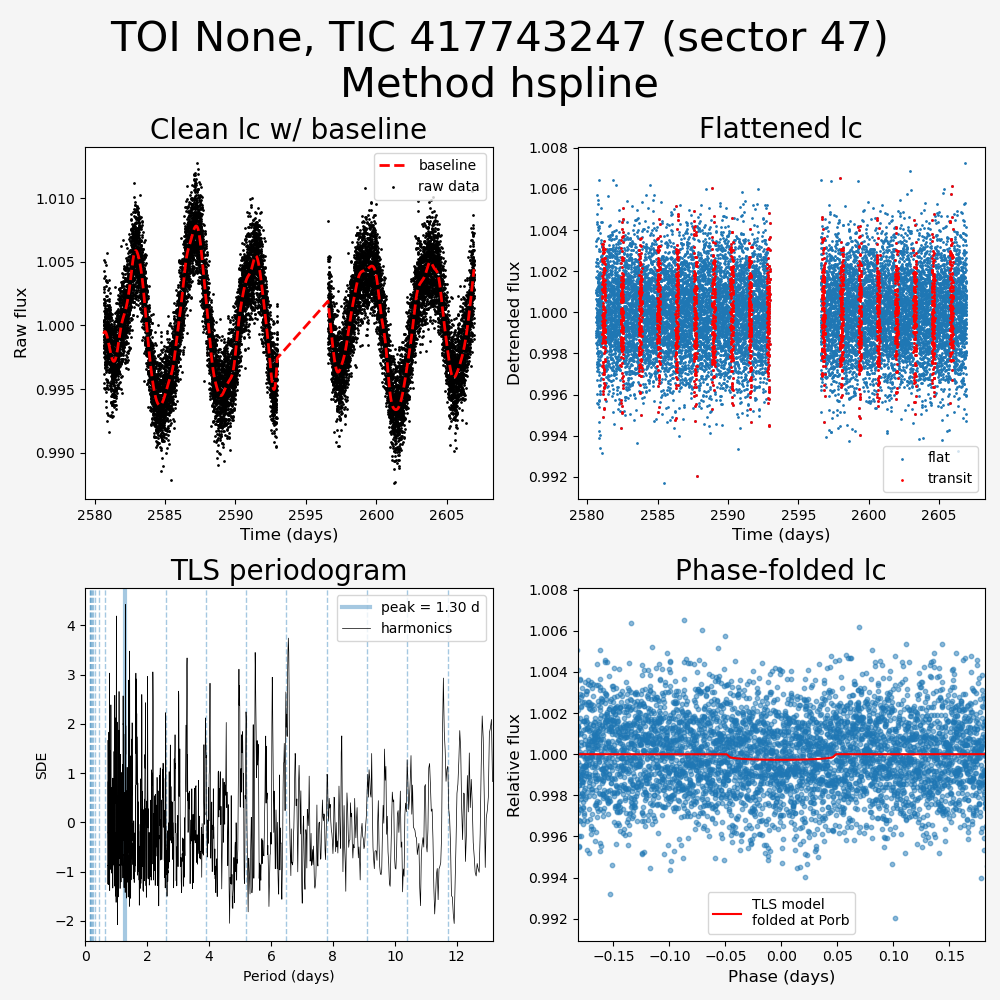 TOI None, TIC 417743247 (sector 47)
Method hspline
Clean lc w/ baseline
Raw flux
1.010
1.005
1.000
0.995
0.990
baseline
raw data
2580
2585
2590
2595
2600
2605
Time (days)
Flattened lc
Detrended flux
1.008
1.006
1.004
1.002
1.000
0.998
0.996
0.994
0.992
flat
transit
2580
2585
2590
2595
2600
2605
Time (days)
TLS periodogram
SDE
4
3
2
1
0
−1
−2
peak = 1.30 d
harmonics
0
2
4
6
8
10
12
Period (days)
Phase-folded lc
Relative flux
1.008
1.006
1.004
1.002
1.000
0.998
0.996
0.994
0.992
TLS model
folded at Porb
−0.15
−0.10
−0.05
0.00
0.05
0.10
0.15
Phase (days)